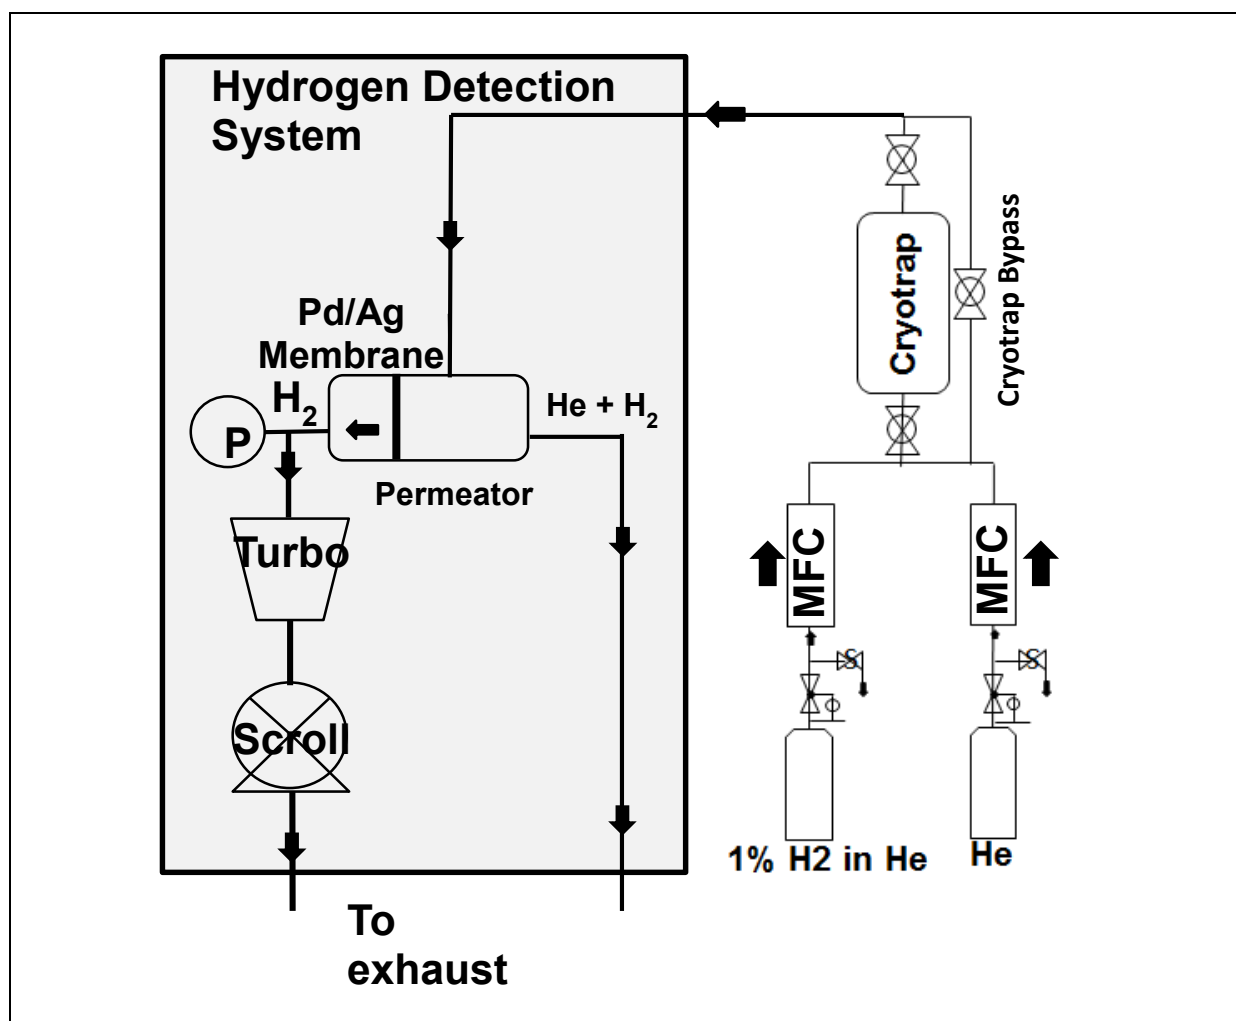 Hydrogen Detection
System
Pd/Ag
Membrane
H₂
He + H₂
P
Permeator
Turbo
Scroll
To
exhaust
Cryotrap
Cryotrap Bypass
MFC
MFC
S
S
1% H2 in He
He